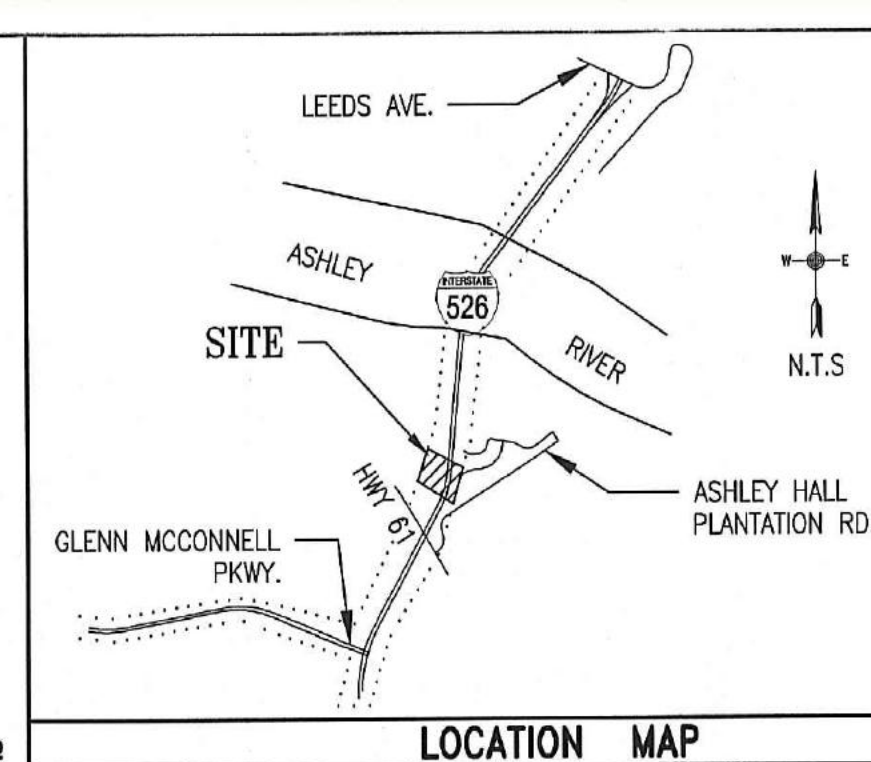 LEEDS AVE.
ASHLEY
INTERSTATE
526
RIVER
W
E
N.T.S
SITE
HWY 61
ASHLEY HALL
PLANTATION RD
GLENN MCCONNELL
PKWY.
LOCATION MAP